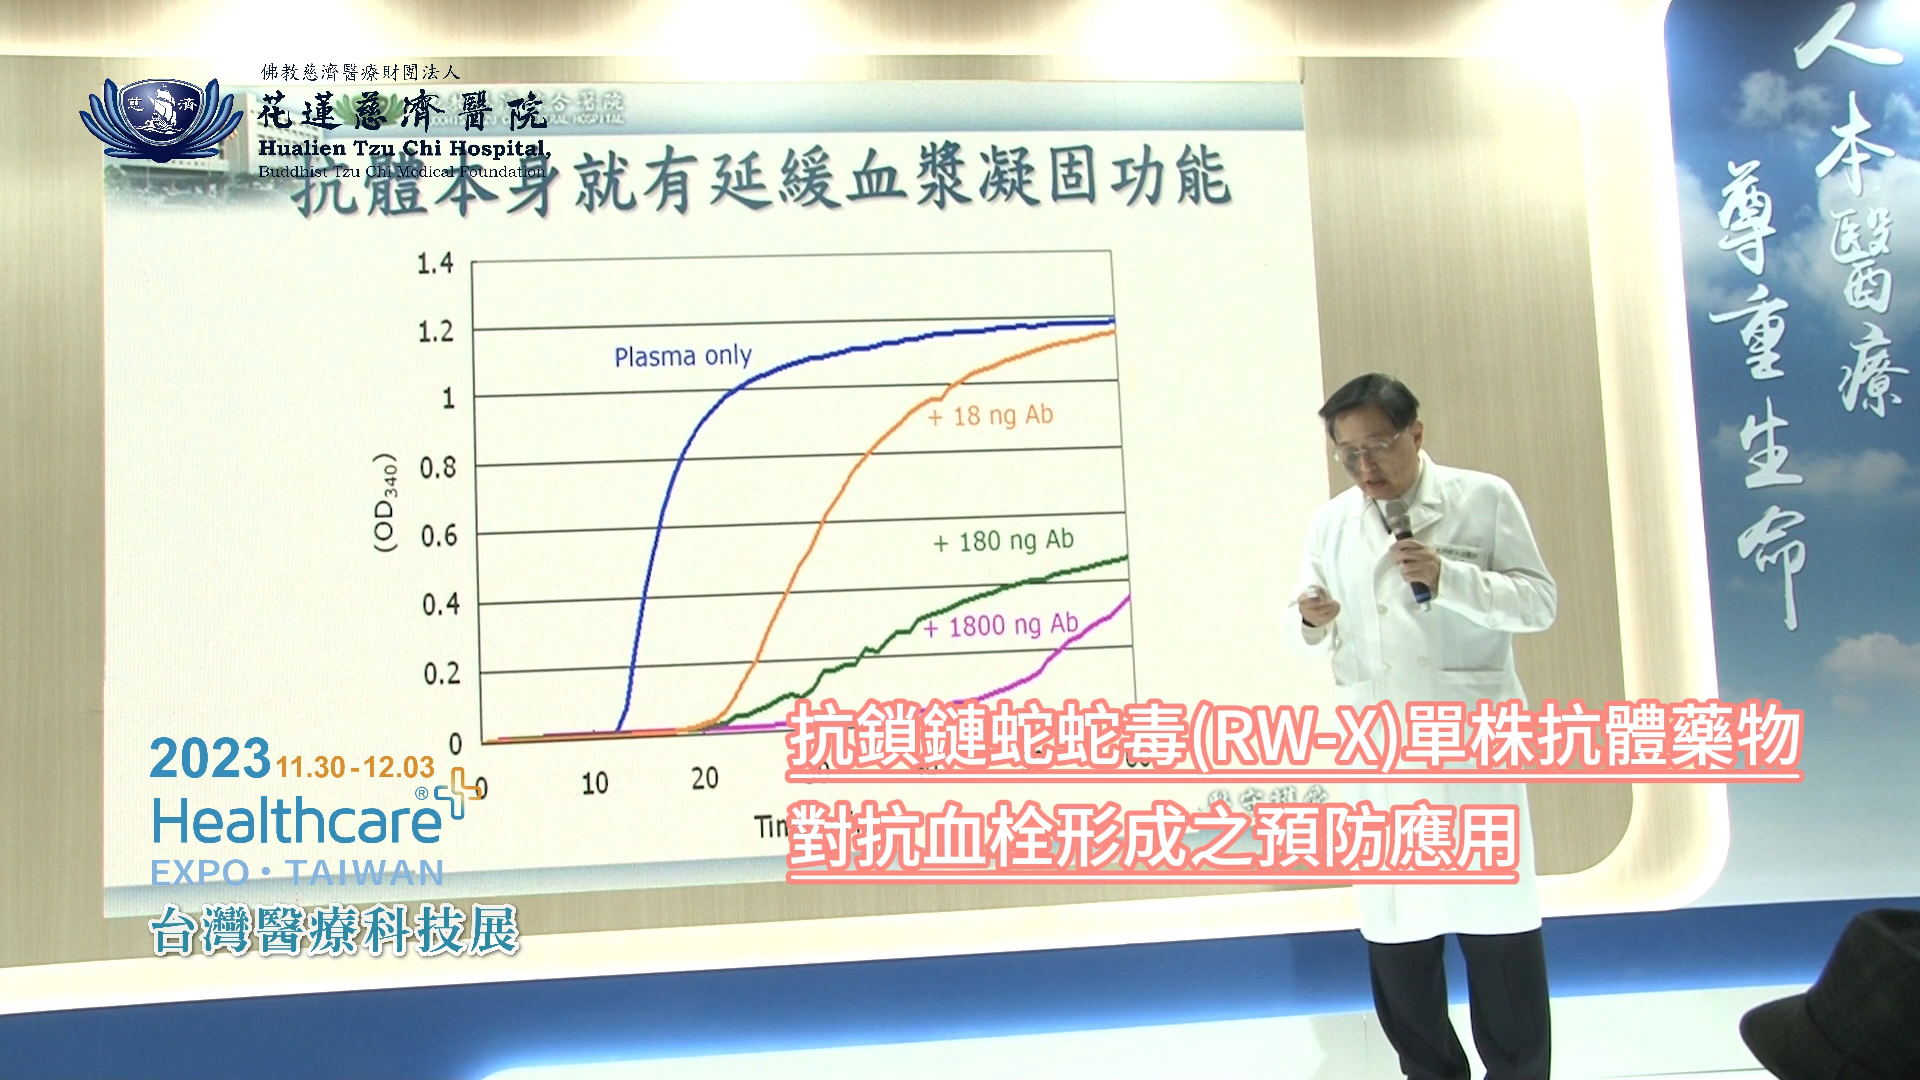 佛教慈濟醫療財團法人
花蓮慈濟醫院
Hualien Tzu Chi Hospital,
Buddhist Tzu Chi Medical Foundation
慈濟
抗體本身就有延緩血漿凝固功能
1.4
1.2
1
0.8
0.6
0.4
0.2
0
(OD340)
Plasma only
+ 18 ng Ab
+ 180 ng Ab
+ 1800 ng Ab
0
10
20
人本醫療
尊重生命
抗鎖鏈蛇蛇毒(RW-X)單株抗體藥物
對抗血栓形成之預防應用
2023 11.30-12.03
Healthcare®
EXPO・TAIWAN
台灣醫療科技展